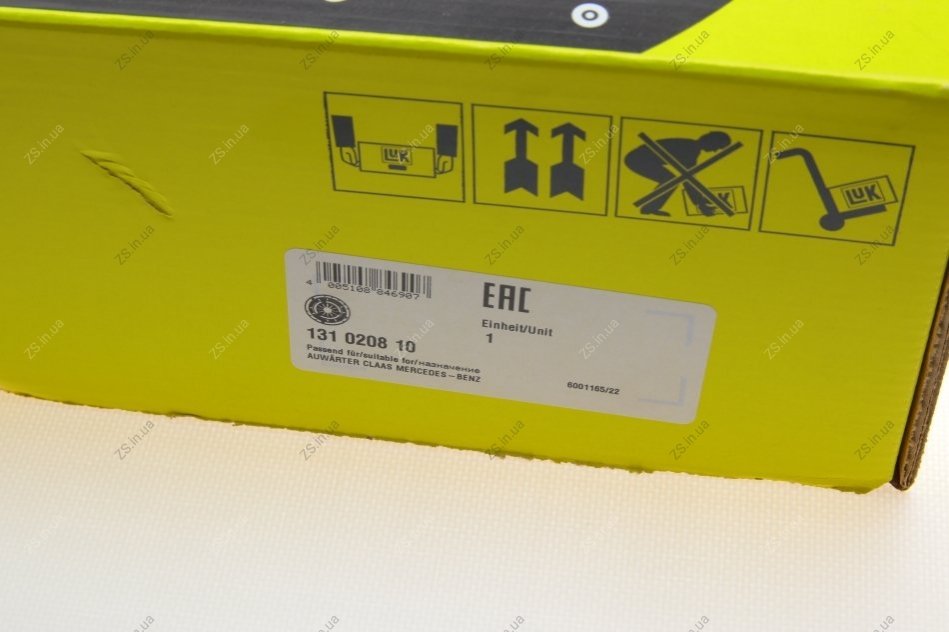 LUK
LUK
LUK
4 005108 846907
EAC
Einheit/Unit
1
131 0208 10
Passend für/suitable for/назначение
AUWÄRTER CLAAS MERCEDES-BENZ
6001165/22
ZS.in.ua